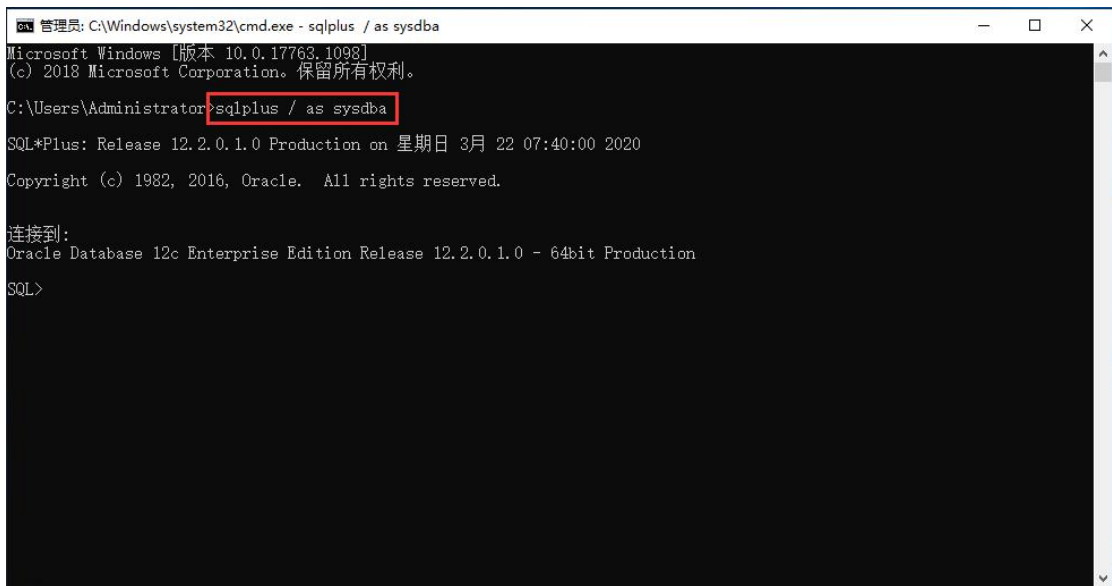 管理员: C:\Windows\system32\cmd.exe - sqlplus / as sysdba
Microsoft Windows [版本 10.0.17763.1098]
(c) 2018 Microsoft Corporation。保留所有权利。
C:\Users\Administrator>sqlplus / as sysdba
SQL*Plus: Release 12.2.0.1.0 Production on 星期日 3月 22 07:40:00 2020
Copyright (c) 1982, 2016, Oracle.  All rights reserved.
连接到:
Oracle Database 12c Enterprise Edition Release 12.2.0.1.0 - 64bit Production
SQL>